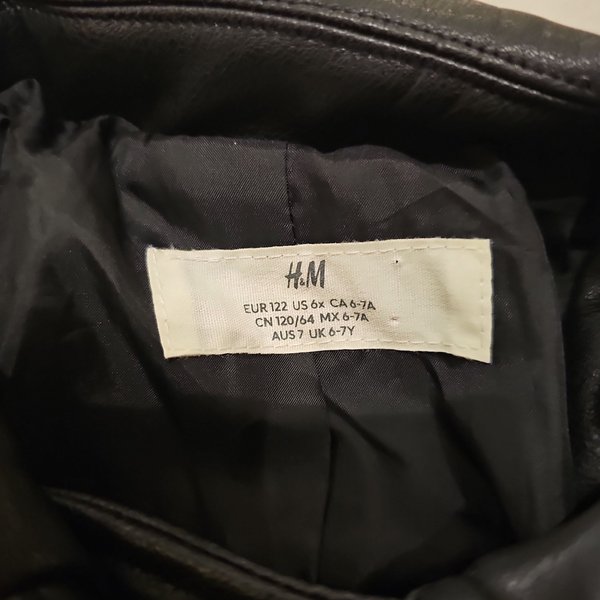 H&M
EUR 122 US 6x CA 6-7A
CN 120/64 MX 6-7A
AUS 7 UK 6-7Y